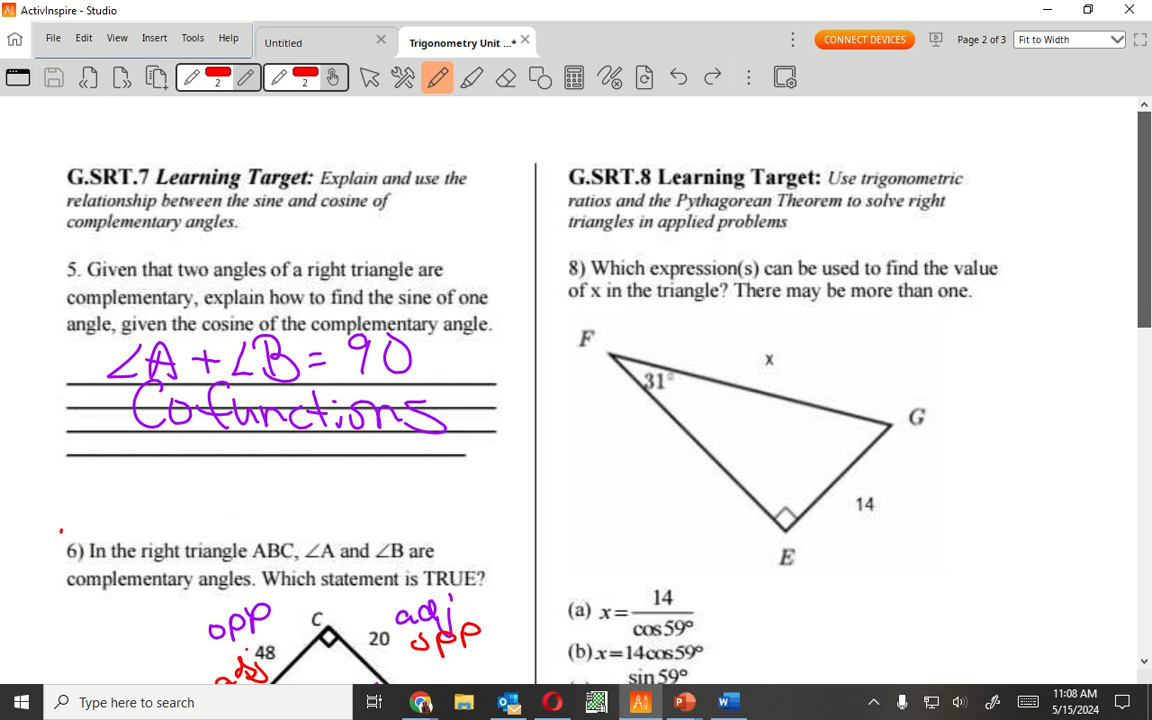 ActivInspire - Studio
File Edit View Insert Tools Help
Untitled
Trigonometry Unit ...*
CONNECT DEVICES
Page 2 of 3
Fit to Width
2
2
G.SRT.7 Learning Target: Explain and use the
relationship between the sine and cosine of
complementary angles.
5. Given that two angles of a right triangle are
complementary, explain how to find the sine of one
angle, given the cosine of the complementary angle.
∠A + ∠B = 90
Cofunctions
6) In the right triangle ABC, ∠A and ∠B are
complementary angles. Which statement is TRUE?
opp
C
adj
opp
48
20
adj
G.SRT.8 Learning Target: Use trigonometric
ratios and the Pythagorean Theorem to solve right
triangles in applied problems
8) Which expression(s) can be used to find the value
of x in the triangle? There may be more than one.
F
x
31°
G
14
E
(a) x = 14 / cos 59°
(b) x = 14cos 59°
sin 59°
Type here to search
11:08 AM
5/15/2024